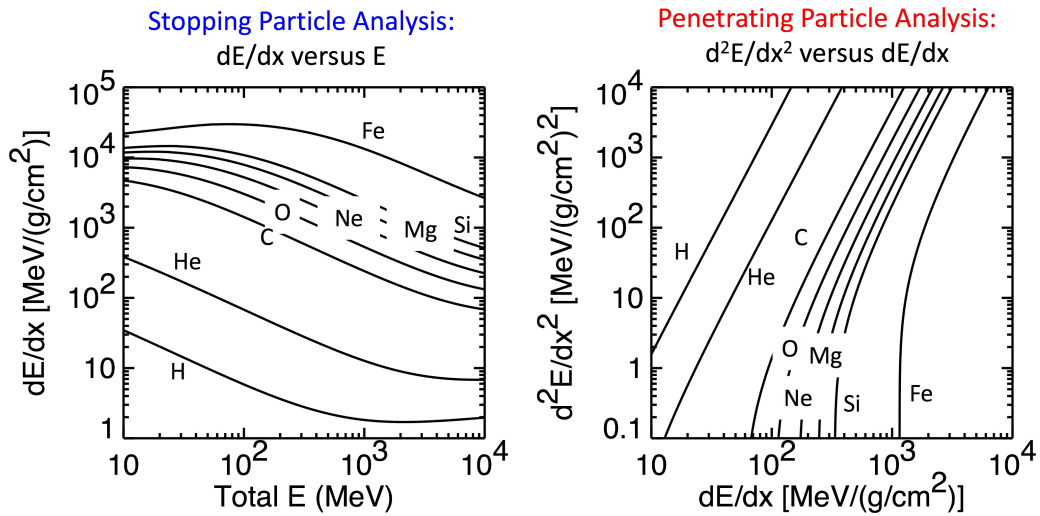 Stopping Particle Analysis:
dE/dx versus E
10⁵
10⁴
10³
10²
10
1
dE/dx [MeV/(g/cm²)]
Fe
O
Ne
Mg
Si
C
He
H
10
10²
10³
10⁴
Total E (MeV)
Penetrating Particle Analysis:
d²E/dx² versus dE/dx
10⁴
10³
10²
10
1
0.1
d²E/dx² [MeV/(g/cm²)²]
H
C
He
O
Mg
Ne
Si
Fe
10
10²
10³
10⁴
dE/dx [MeV/(g/cm²)]